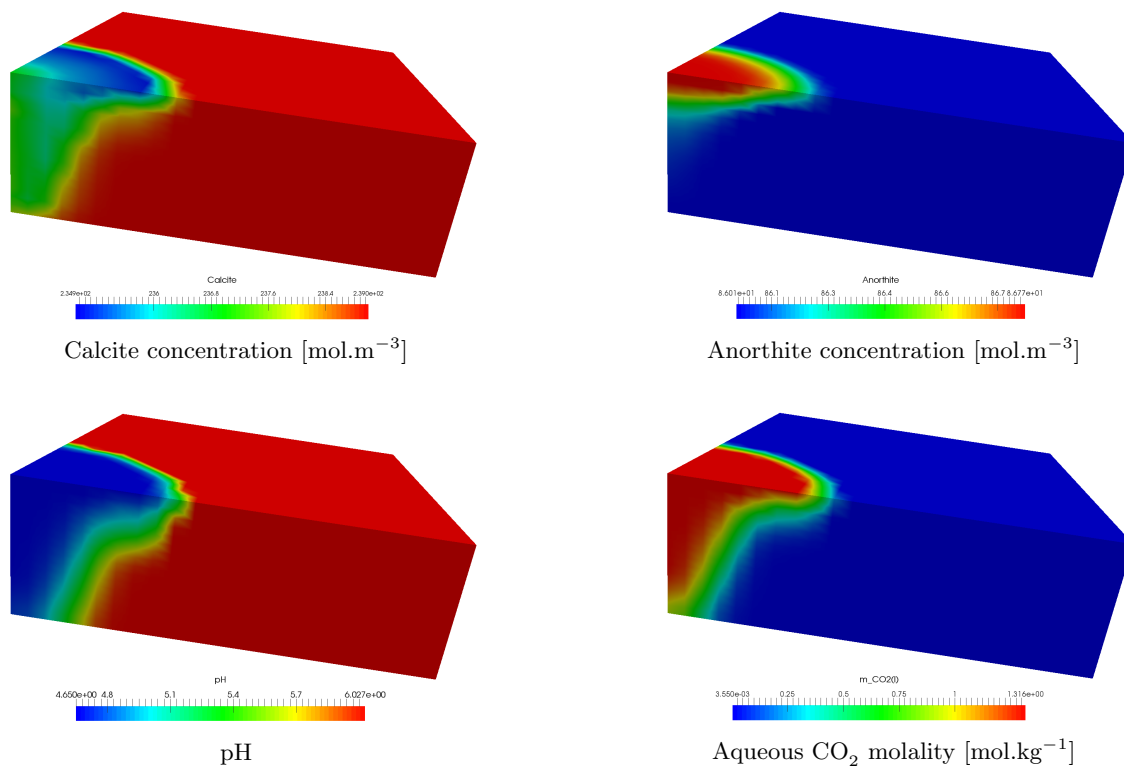 Calcite
2.349e+02 236 236.8 237.6 238.4 2.390e+02
Calcite concentration [mol.m⁻³]
Anorthite
8.601e+01 86.1 86.3 86.4 86.6 86.7 8.677e+01
Anorthite concentration [mol.m⁻³]
pH
4.650e+00 4.8 5.1 5.4 5.7 6.027e+00
pH
m_CO2(l)
3.550e-03 0.25 0.5 0.75 1 1.316e+00
Aqueous CO₂ molality [mol.kg⁻¹]